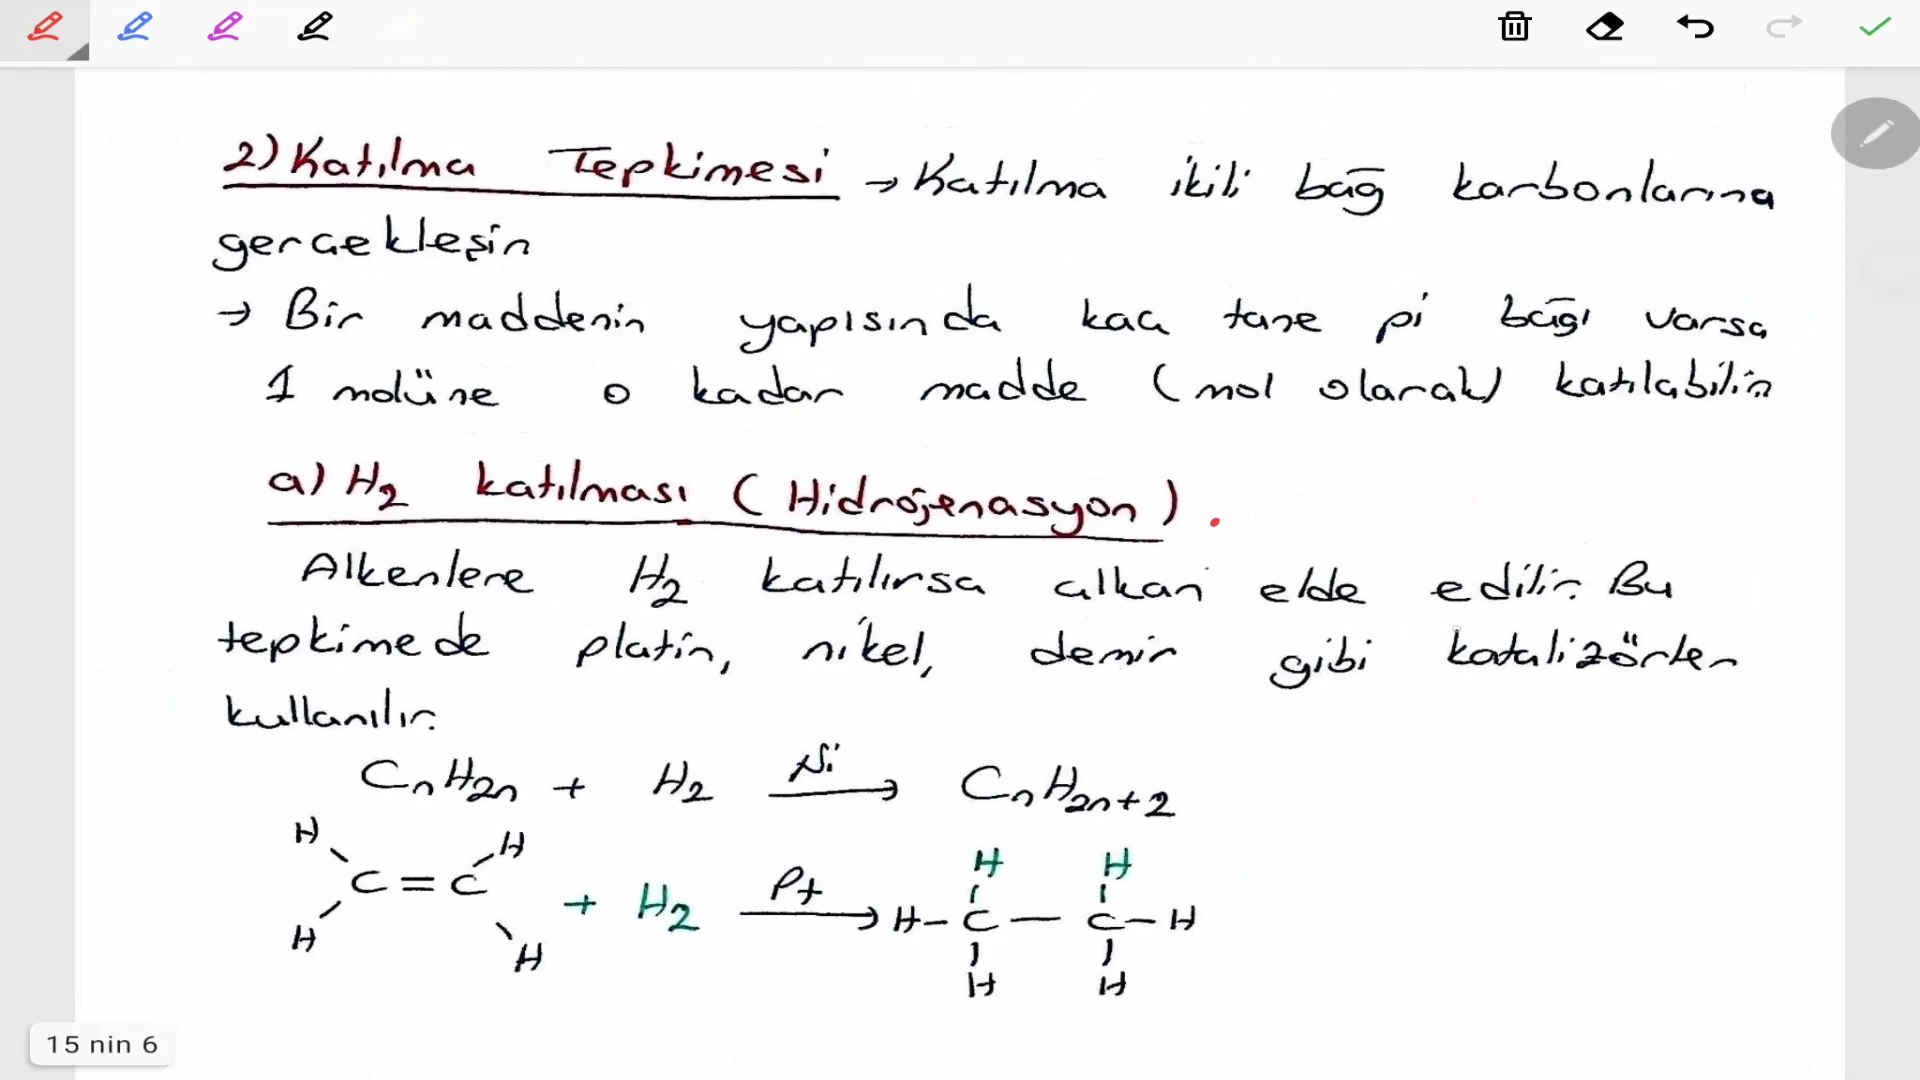 2) Katılma Tepkimesi → Katılma ikili bağ karbonlarına
gerçekleşir
→ Bir maddenin yapısında kaç tane pi bağı varsa
1 molüne o kadar madde (mol olarak) katılabilir
a) H₂ katılması (Hidrojenasyon).
Alkenlere H₂ katılırsa alkan elde edilir. Bu
tepkimede platin, nikel, demir gibi katalizörler
kullanılır.
CnH2n + H₂ Ni → CnH2n+2
H H H H
C = C + H₂ Pt → H - C — C - H
H H H H
15 nin 6